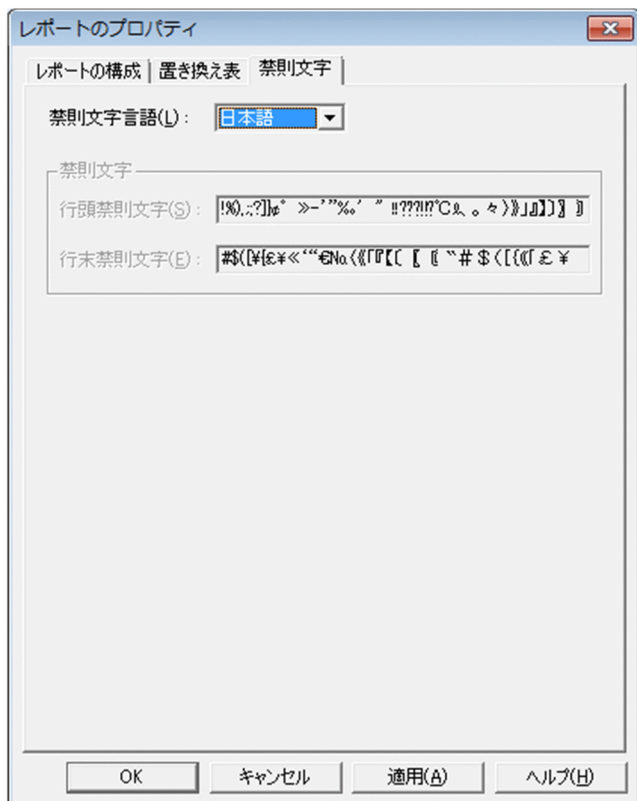 レポートのプロパティ
レポートの構成 置き換え表 禁則文字
禁則文字言語(L): 日本語
禁則文字
行頭禁則文字(S): !%),.:;?]}¢° »–’”‰′ ″ ‼⁇⁈⁉℃ℓ 。々〉》」』】〕〗 〙
行末禁則文字(E): #$([\{£¥«‘“€№〈《「『【〔 〖 〘 〝#$([{⦅「£¥
OK キャンセル 適用(A) ヘルプ(H)